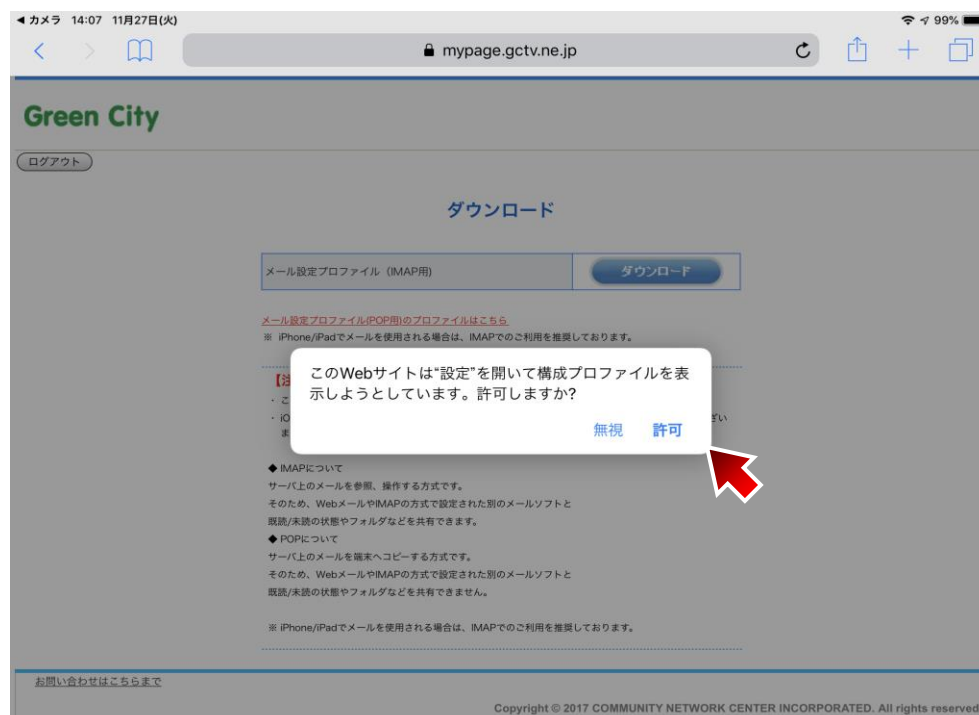 ◀カメラ 14:07 11月27日(火) 99%
mypage.gctv.ne.jp
Green City
ログアウト
ダウンロード
メール設定プロファイル（IMAP用) ダウンロード
メール設定プロファイル(POP用)のプロファイルはこちら
※ iPhone/iPadでメールを使用される場合は、IMAPでのご利用を推奨しております。
このWebサイトは“設定”を開いて構成プロファイルを表
示しようとしています。許可しますか?
無視 許可
◆ IMAPについて
サーバ上のメールを参照、操作する方式です。
そのため、WebメールやIMAPの方式で設定された別のメールソフトと
既読/未読の状態やフォルダなどを共有できます。
◆ POPについて
サーバ上のメールを端末へコピーする方式です。
そのため、WebメールやIMAPの方式で設定された別のメールソフトと
既読/未読の状態やフォルダなどを共有できません。
※ iPhone/iPadでメールを使用される場合は、IMAPでのご利用を推奨しております。
お問い合わせはこちらまで
Copyright © 2017 COMMUNITY NETWORK CENTER INCORPORATED. All rights reserved